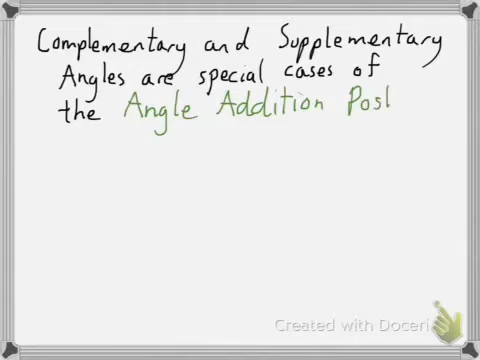 Complementary and Supplementary
Angles are special cases of
the Angle Addition Posl
Created with Doceri